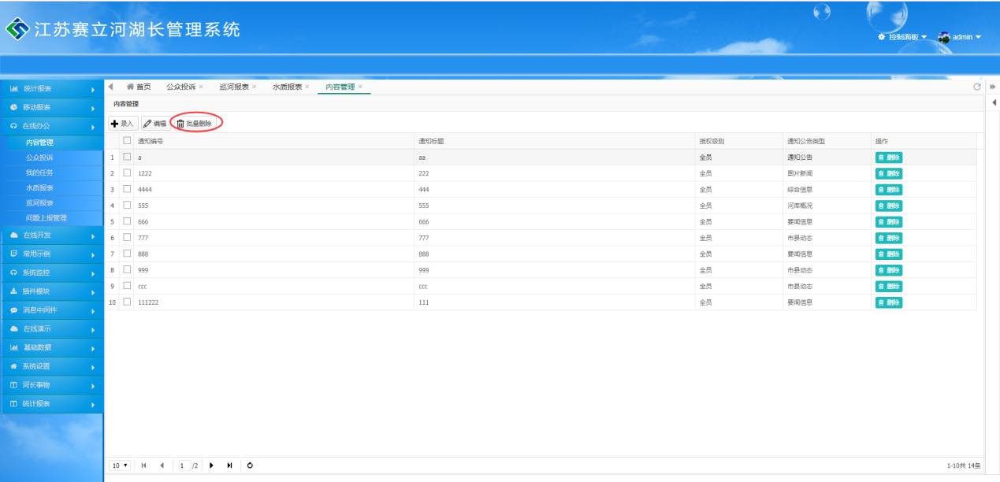 江苏赛立河湖长管理系统
控制面板 admin
统计报表
移动报表
在线办公
内容管理
公众投诉
我的任务
水质报表
巡河报表
问题上报管理
在线开发
常用示例
系统监控
插件模块
消息中间件
在线演示
基础数据
系统设置
河长事物
统计报表
首页 公众投诉 × 巡河报表 × 水质报表 × 内容管理 ×
内容管理
录入 编辑 批量删除
通知编号 通知标题 授权级别 通知公告类型 操作
1 a aa 全员 通知公告 删除
2 1222 222 全员 图片新闻 删除
3 4444 444 全员 综合信息 删除
4 555 555 全员 河库概况 删除
5 666 666 全员 要闻信息 删除
6 777 777 全员 市县动态 删除
7 888 888 全员 要闻信息 删除
8 999 999 全员 市县动态 删除
9 ccc ccc 全员 市县动态 删除
10 111222 111 全员 要闻信息 删除
10 1 /2
1-10共 14条